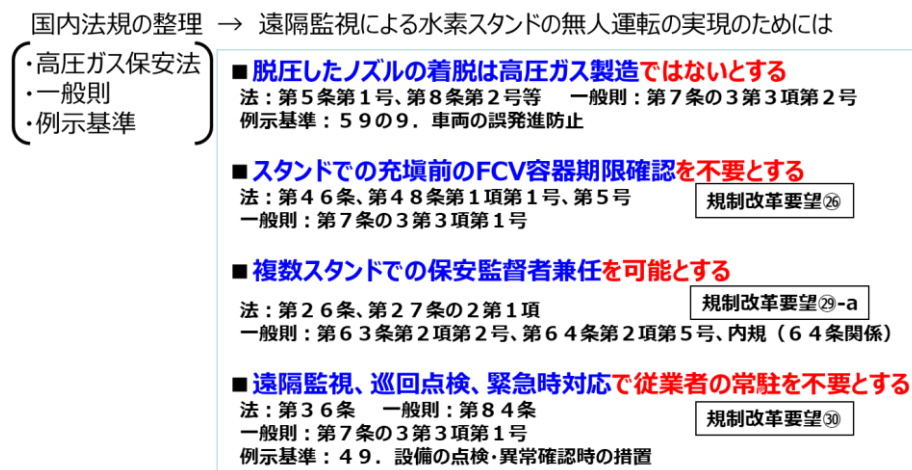 国内法規の整理 → 遠隔監視による水素スタンドの無人運転の実現のためには
・高圧ガス保安法
・一般則
・例示基準
■脱圧したノズルの着脱は高圧ガス製造ではないとする
法：第５条第１号、第８条第２号等　一般則：第７条の３第３項第２号
例示基準：５９の９．車両の誤発進防止
■スタンドでの充塡前のFCV容器期限確認を不要とする
法：第４６条、第４８条第１項第１号、第５号
一般則：第７条の３第３項第１号
規制改革要望㉖
■複数スタンドでの保安監督者兼任を可能とする
法：第２６条、第２７条の２第１項
規制改革要望㉙-a
一般則：第６３条第２項第２号、第６４条第２項第５号、内規（６４条関係）
■遠隔監視、巡回点検、緊急時対応で従業者の常駐を不要とする
法：第３６条　一般則：第８４条
一般則：第７条の３第３項第１号
規制改革要望㉚
例示基準：４９．設備の点検・異常確認時の措置